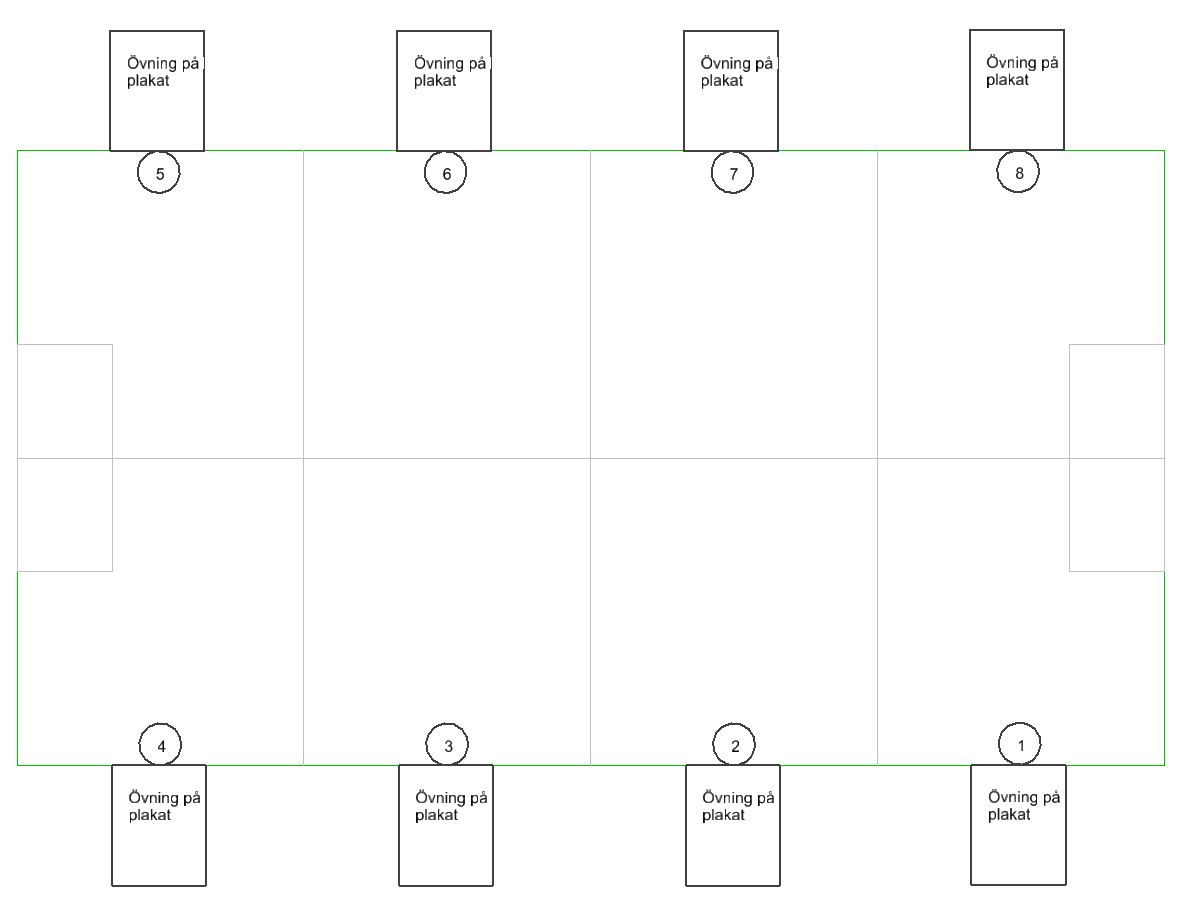 Övning på
plakat
Övning på
plakat
Övning på
plakat
Övning på
plakat
5
6
7
8
4
3
2
1
Övning på
plakat
Övning på
plakat
Övning på
plakat
Övning på
plakat